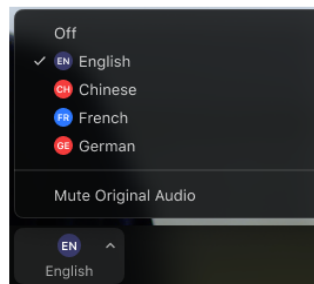 Off
EN English
CH Chinese
FR French
GE German
Mute Original Audio
EN
English